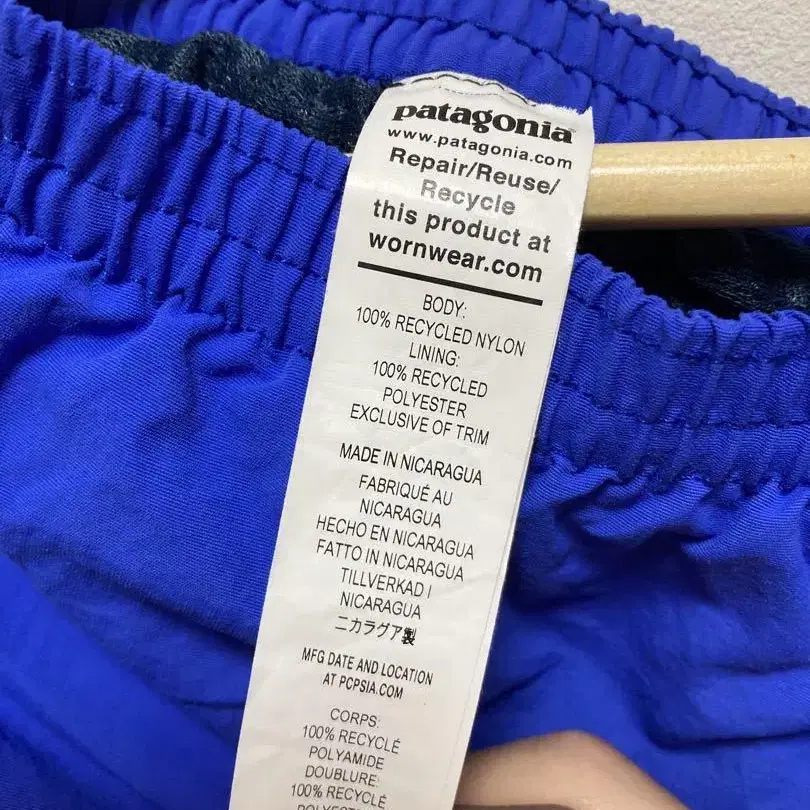 patagonia
www.patagonia.com
Repair/Reuse/
Recycle
this product at
wornwear.com
BODY:
100% RECYCLED NYLON
LINING:
100% RECYCLED
POLYESTER
EXCLUSIVE OF TRIM
MADE IN NICARAGUA
FABRIQUÉ AU
NICARAGUA
HECHO EN NICARAGUA
FATTO IN NICARAGUA
TILLVERKAD I
NICARAGUA
ニカラグア製
MFG DATE AND LOCATION
AT PCPSIA.COM
CORPS:
100% RECYCLÉ
POLYAMIDE
DOUBLURE:
100% RECYCLÉ